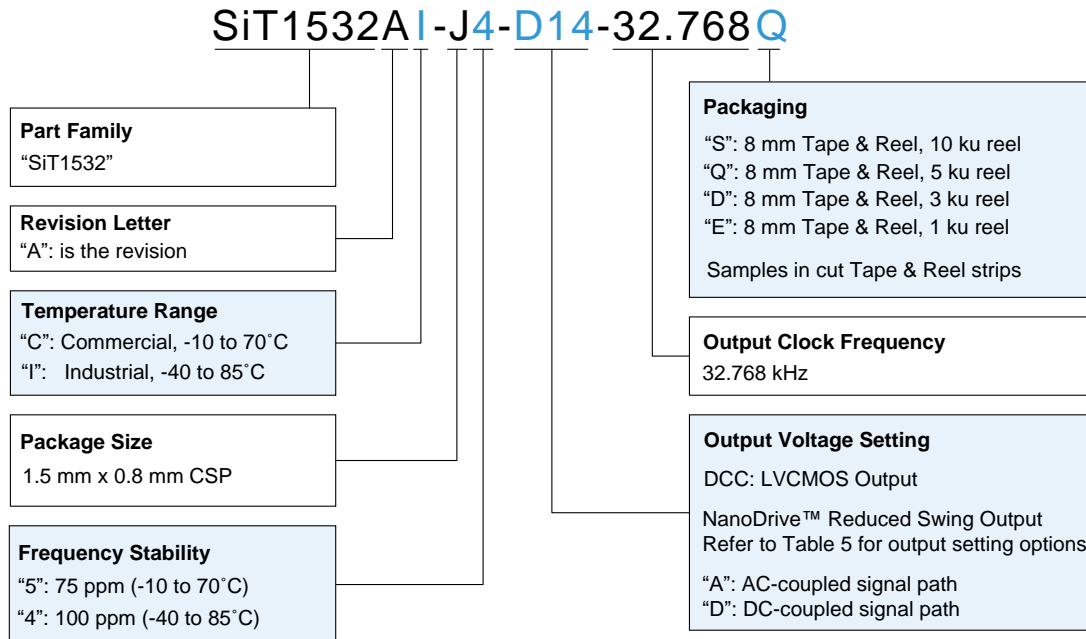 SiT1532AI-J4-D14-32.768Q
Part Family
“SiT1532”
Revision Letter
“A”: is the revision
Temperature Range
“C”: Commercial, -10 to 70˚C
“I”: Industrial, -40 to 85˚C
Package Size
1.5 mm x 0.8 mm CSP
Frequency Stability
“5”: 75 ppm (-10 to 70˚C)
“4”: 100 ppm (-40 to 85˚C)
Packaging
“S”: 8 mm Tape & Reel, 10 ku reel
“Q”: 8 mm Tape & Reel, 5 ku reel
“D”: 8 mm Tape & Reel, 3 ku reel
“E”: 8 mm Tape & Reel, 1 ku reel
Samples in cut Tape & Reel strips
Output Clock Frequency
32.768 kHz
Output Voltage Setting
DCC: LVCMOS Output
NanoDrive™ Reduced Swing Output
Refer to Table 5 for output setting options
“A”: AC-coupled signal path
“D”: DC-coupled signal path